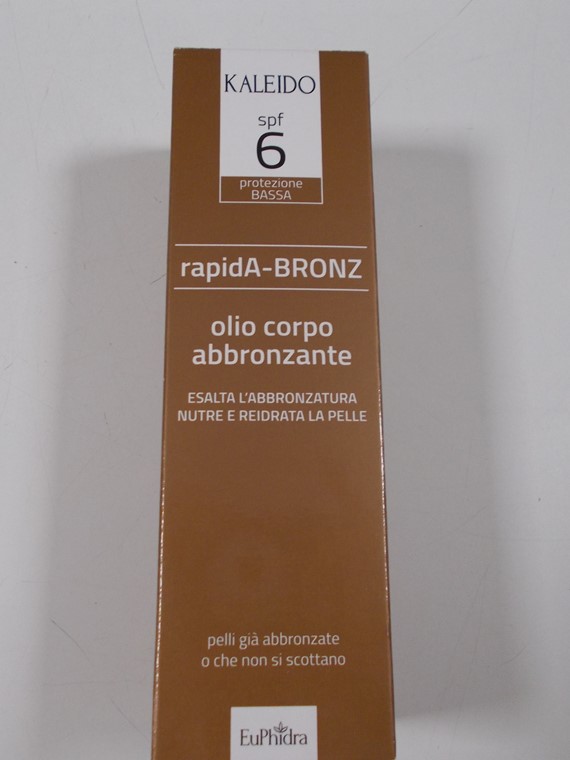 KALEIDO
spf
6
protezione
BASSA
rapidA-BRONZ
olio corpo
abbronzante
ESALTA L'ABBRONZATURA
NUTRE E REIDRATA LA PELLE
pelli già abbronzate
o che non si scottano
EuPhidra